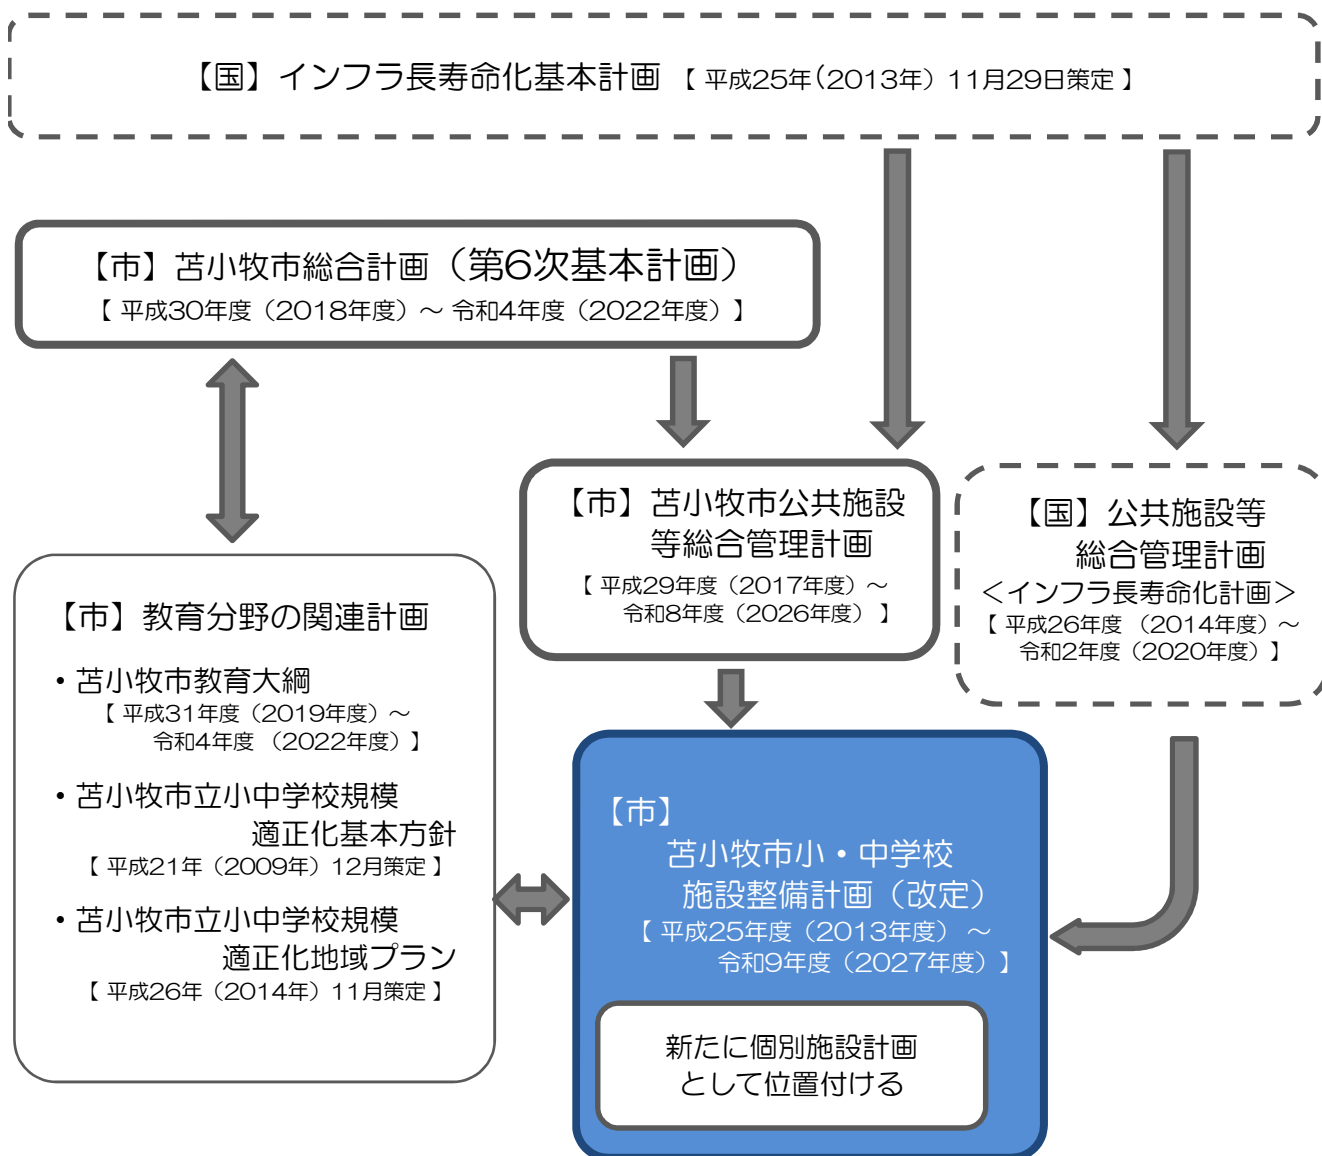 【国】インフラ長寿命化基本計画 【 平成25年(2013年) 11月29日策定 】
【市】苫小牧市総合計画（第6次基本計画）
【 平成30年度（2018年度）～ 令和4年度（2022年度）】
【市】苫小牧市公共施設
等総合管理計画
【 平成29年度（2017年度）～
令和8年度（2026年度） 】
【国】公共施設等
総合管理計画
＜インフラ長寿命化計画＞
【 平成26年度 （2014年度）～
令和2年度（2020年度）】
【市】教育分野の関連計画
・苫小牧市教育大綱
【 平成31年度（2019年度）～
令和4年度 （2022年度）】
・苫小牧市立小中学校規模
適正化基本方針
【 平成21年（2009年）12月策定 】
・苫小牧市立小中学校規模
適正化地域プラン
【 平成26年（2014年）11月策定 】
【市】
苫小牧市小・中学校
施設整備計画（改定）
【 平成25年度（2013年度） ～
令和9年度（2027年度）】
新たに個別施設計画
として位置付ける